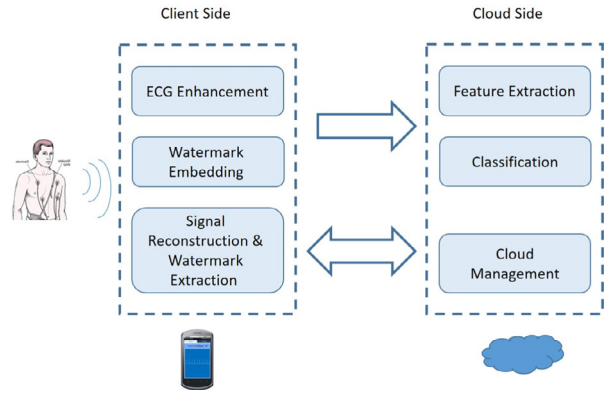 Client Side
Cloud Side
ECG Enhancement
Watermark
Embedding
Signal
Reconstruction &
Watermark
Extraction
Feature Extraction
Classification
Cloud
Management